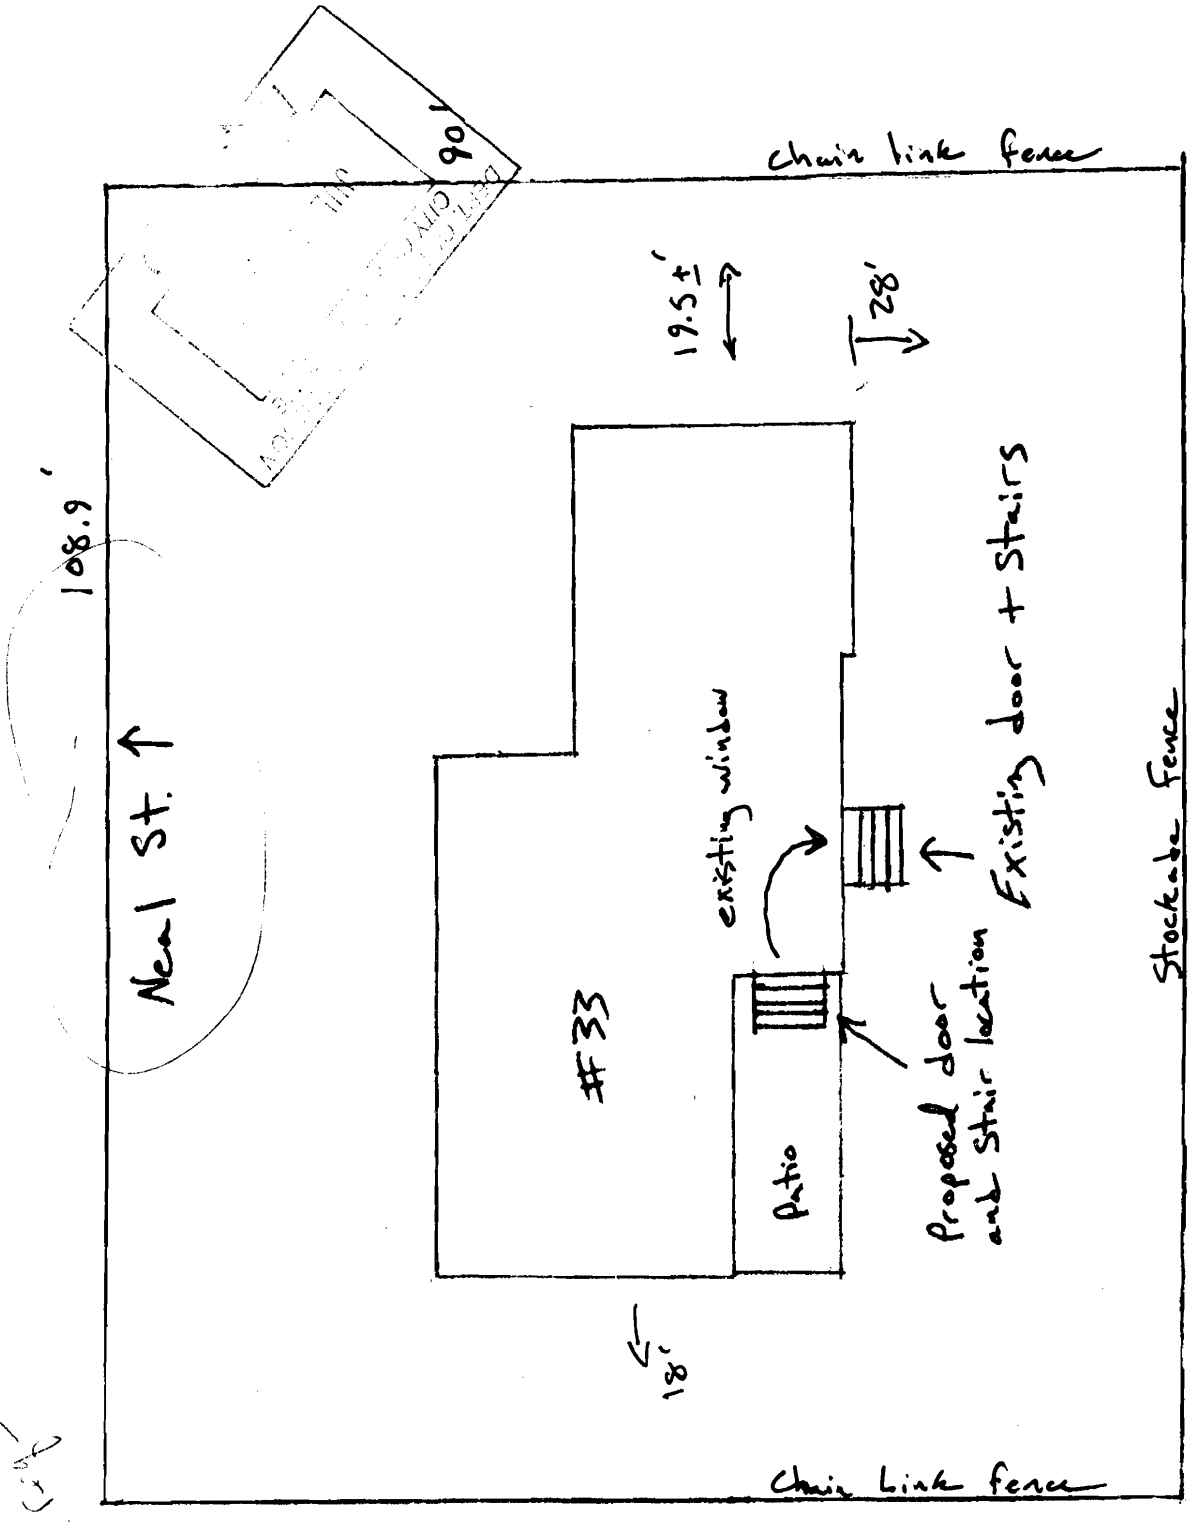 108.9'
90'
Neal St.
Chain link fence
19.5±'
28'
#33
existing window
Existing door + Stairs
Patio
Proposed door
and Stair location
18'
Chain Link fence
Stockade fence